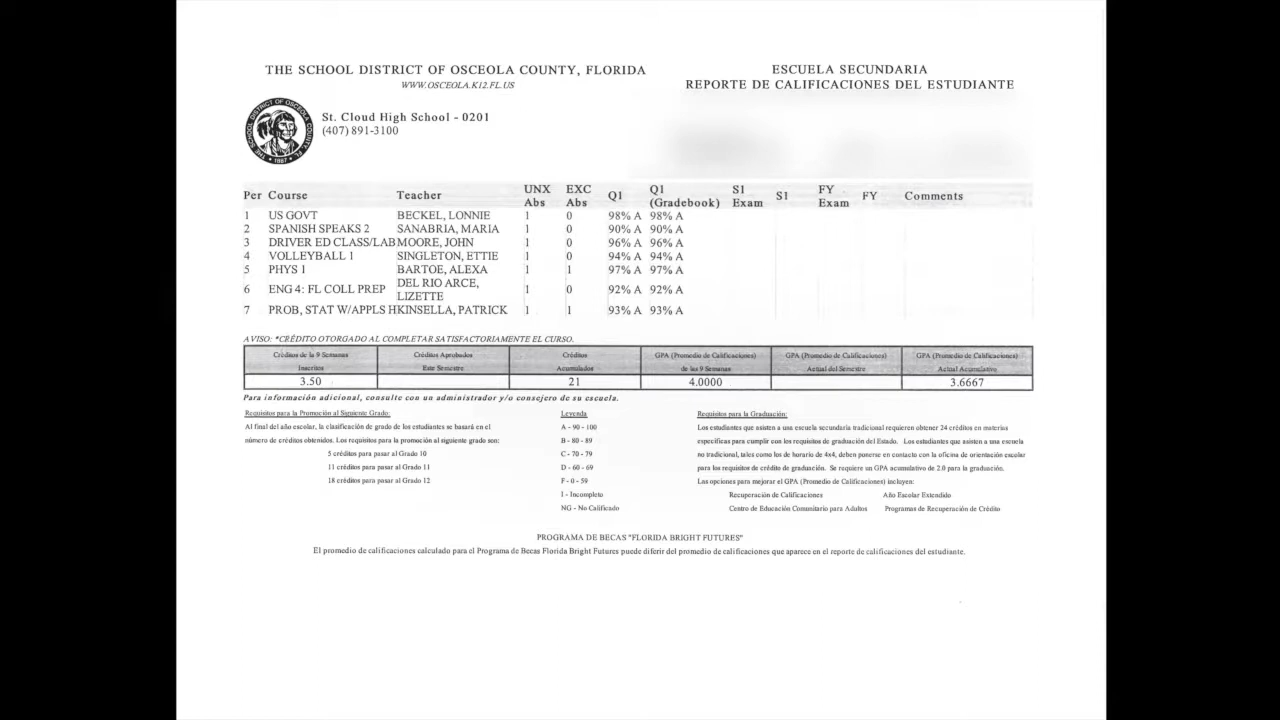 THE SCHOOL DISTRICT OF OSCEOLA COUNTY, FLORIDA
WWW.OSCEOLA.K12.FL.US
ESCUELA SECUNDARIA
REPORTE DE CALIFICACIONES DEL ESTUDIANTE
THE SCHOOL DISTRICT OF OSCEOLA COUNTY, FL
1887
St. Cloud High School - 0201
(407) 891-3100
Per Course Teacher UNX Abs EXC Abs Q1 Q1 (Gradebook) S1 Exam S1 FY Exam FY Comments
1 US GOVT BECKEL, LONNIE 1 0 98% A 98% A
2 SPANISH SPEAKS 2 SANABRIA, MARIA 1 0 90% A 90% A
3 DRIVER ED CLASS/LAB MOORE, JOHN 1 0 96% A 96% A
4 VOLLEYBALL 1 SINGLETON, ETTIE 1 0 94% A 94% A
5 PHYS 1 BARTOE, ALEXA 1 1 97% A 97% A
6 ENG 4: FL COLL PREP DEL RIO ARCE, LIZETTE 1 0 92% A 92% A
7 PROB, STAT W/APPLS H KINSELLA, PATRICK 1 1 93% A 93% A
AVISO: *CRÉDITO OTORGADO AL COMPLETAR SATISFACTORIAMENTE EL CURSO.
Créditos de la 9 Semanas Inscritos Créditos Aprobados Este Semestre Créditos Acumulados GPA (Promedio de Calificaciones) de las 9 Semanas GPA (Promedio de Calificaciones) Actual del Semestre GPA (Promedio de Calificaciones) Actual Acumulativo
3.50 21 4.0000 3.6667
Para información adicional, consulte con un administrador y/o consejero de su escuela.
Requisitos para la Promoción al Siguiente Grado:
Al final del año escolar, la clasificación de grado de los estudiantes se basará en el
número de créditos obtenidos. Los requisitos para la promoción al siguiente grado son:
5 créditos para pasar al Grado 10
11 créditos para pasar al Grado 11
18 créditos para pasar al Grado 12
Leyenda
A - 90 - 100
B - 80 - 89
C - 70 - 79
D - 60 - 69
F - 0 - 59
I - Incompleto
NG - No Calificado
Requisitos para la Graduación:
Los estudiantes que asisten a una escuela secundaria tradicional requieren obtener 24 créditos en materias
específicas para cumplir con los requisitos de graduación del Estado. Los estudiantes que asisten a una escuela
no tradicional, tales como los de horario de 4x4, deben ponerse en contacto con la oficina de orientación escolar
para los requisitos de crédito de graduación. Se requiere un GPA acumulativo de 2.0 para la graduación.
Las opciones para mejorar el GPA (Promedio de Calificaciones) incluyen:
Recuperación de Calificaciones Año Escolar Extendido
Centro de Educación Comunitario para Adultos Programas de Recuperación de Crédito
PROGRAMA DE BECAS "FLORIDA BRIGHT FUTURES"
El promedio de calificaciones calculado para el Programa de Becas Florida Bright Futures puede diferir del promedio de calificaciones que aparece en el reporte de calificaciones del estudiante.